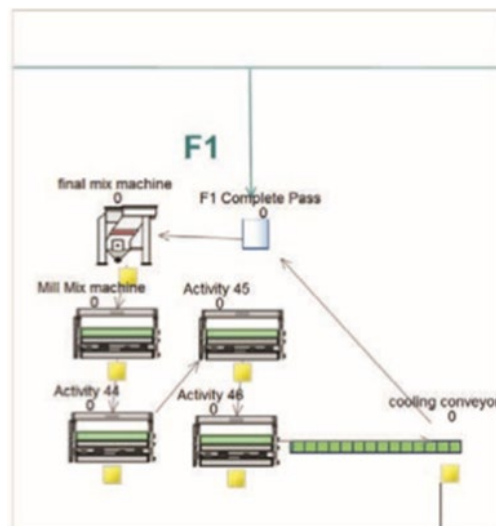 F1
final mix machine
0
F1 Complete Pass
0
Mill Mix machine
0
Activity 45
0
Activity 44
0
Activity 46
0
cooling conveyor
0